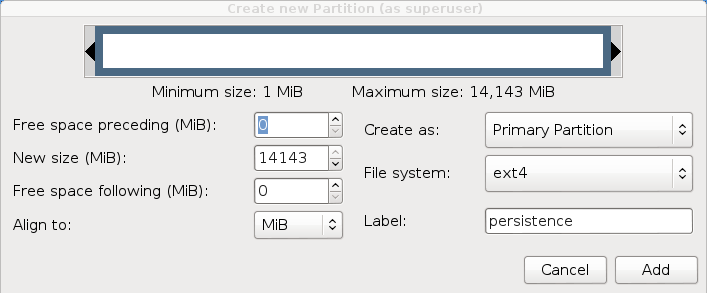 Create new Partition (as superuser)
Minimum size: 1 MiB Maximum size: 14,143 MiB
Free space preceding (MiB): 0
Create as: Primary Partition
New size (MiB): 14143
File system: ext4
Free space following (MiB): 0
Align to: MiB
Label: persistence
Cancel Add